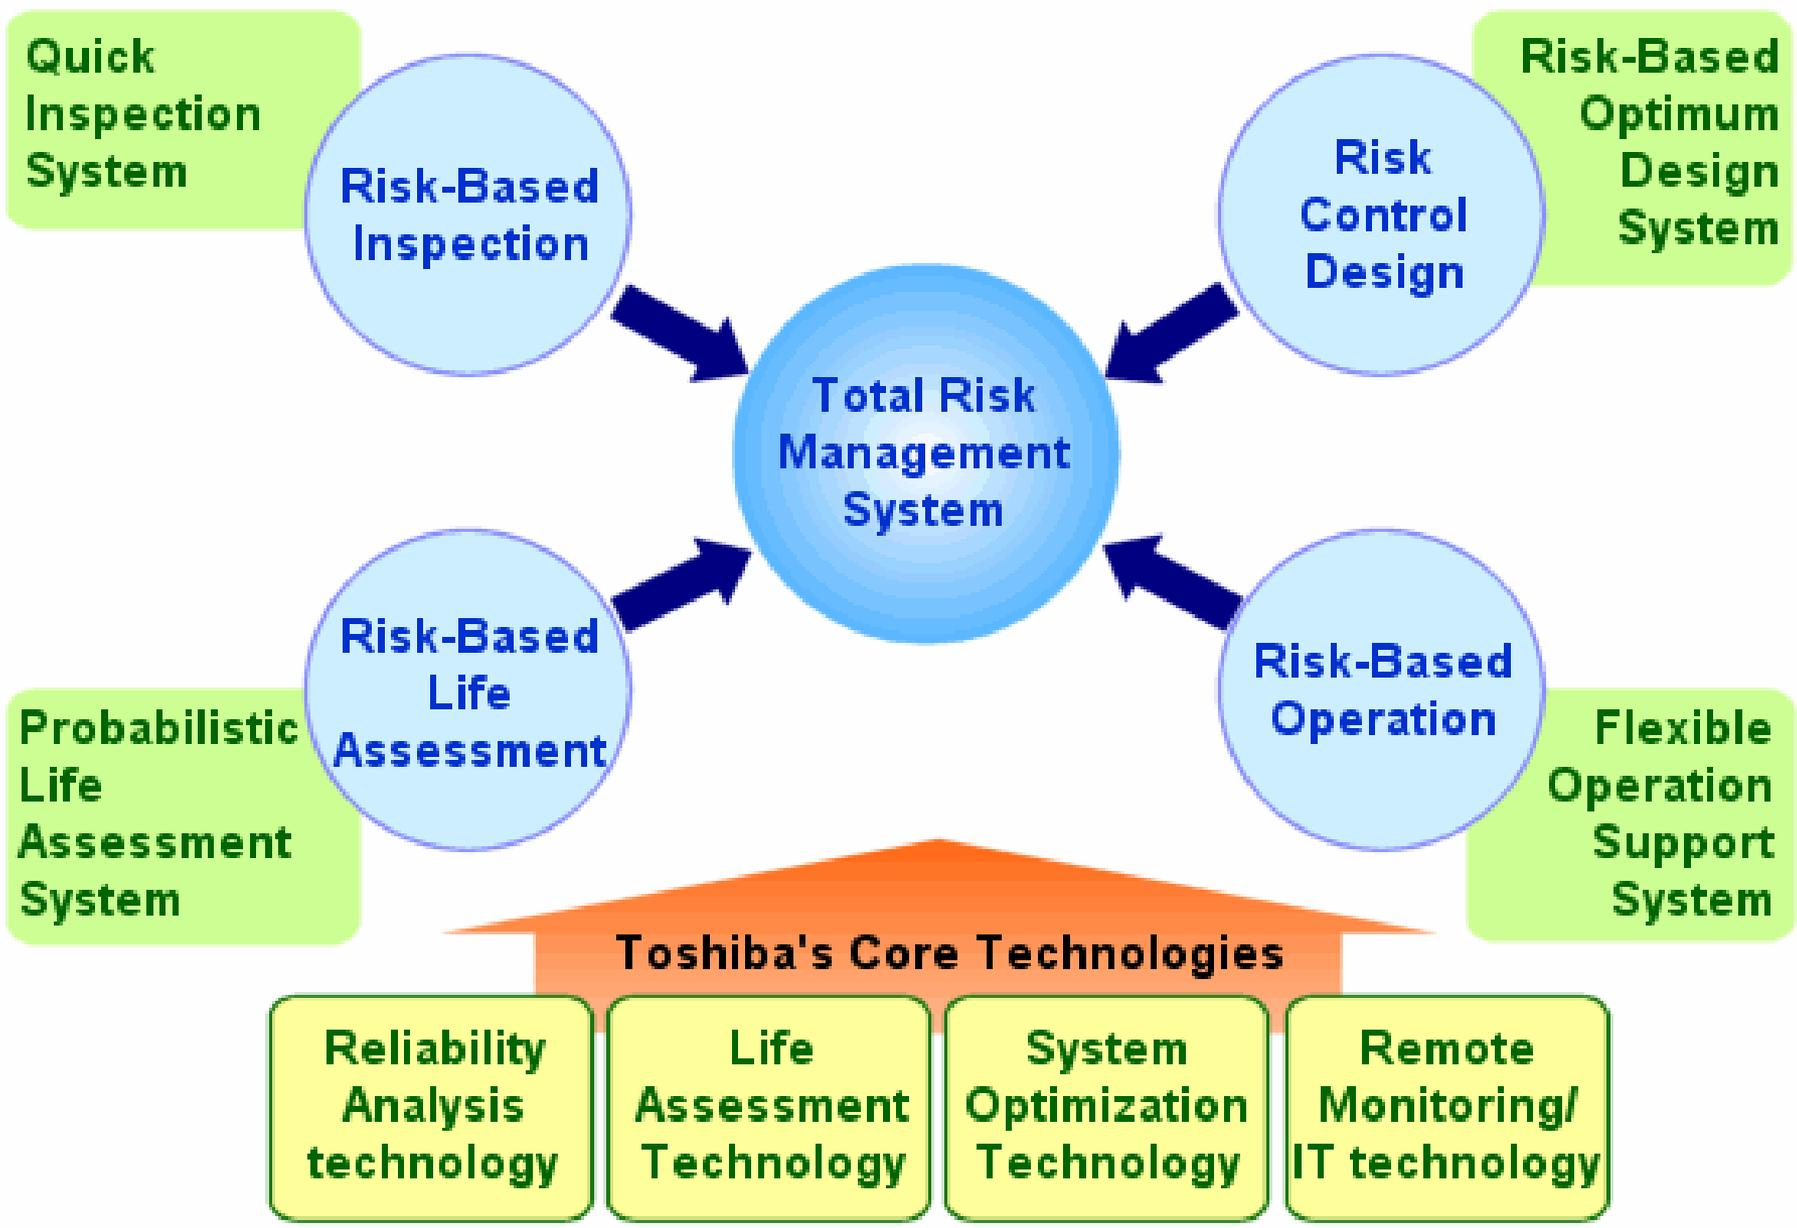 Quick
Inspection
System
Risk-Based
Inspection
Risk
Control
Design
Risk-Based
Optimum
Design
System
Total Risk
Management
System
Probabilistic
Life
Assessment
System
Risk-Based
Life
Assessment
Risk-Based
Operation
Flexible
Operation
Support
System
Toshiba's Core Technologies
Reliability
Analysis
technology
Life
Assessment
Technology
System
Optimization
Technology
Remote
Monitoring/
IT technology